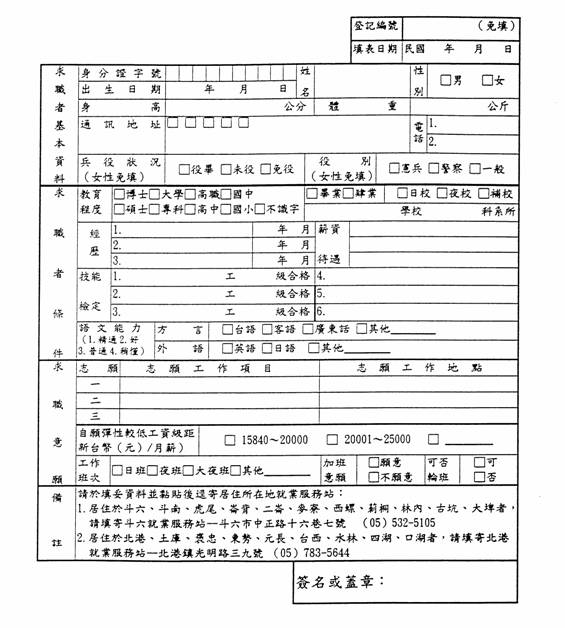 登記編號 (免填)
填表日期 民國 年 月 日
求職者基本資料
身分證字號 姓名 性別 □男 □女
出生日期 年 月 日
身高 公分 體重 公斤
通訊地址 □□□□□ 電話 1.
2.
兵役狀況 □役畢 □未役 □免役 役別 □憲兵 □警察 □一般
(女性免填) (女性免填)
求職者條件
教育 □博士 □大學 □高職 □國中 □畢業 □肄業 □日校 □夜校 □補校
程度 □碩士 □專科 □高中 □國小 □不識字 學校 科系所
經歷 1. 年 月 薪資
2. 年 月
3. 年 月 待遇
技能 1. 工 級合格 4.
2. 工 級合格 5.
檢定 3. 工 級合格 6.
語文能力 方言 □台語 □客語 □廣東話 □其他
(1.精通2.好
3.普通4.稍懂) 外語 □英語 □日語 □其他
求職意願
志願 志願工作項目 志願工作地點
一
二
三
自願彈性較低工資級距 □ 15840～20000 □ 20001～25000 □
新台幣(元)/月薪
工作 □日班 □夜班 □大夜班 □其他 加班 □願意 可否 □可
班次 意願 □不願意 輪班 □否
備註
請於填妥資料並黏貼後逕寄居住所在地就業服務站：
1.居住於斗六、斗南、虎尾、崙背、二崙、麥寮、西螺、莿桐、林內、古坑、大埤者，
請填寄斗六就業服務站—斗六市中正路十六巷七號 (05) 532-5105
2.居住於北港、土庫、褒忠、東勢、元長、台西、水林、四湖、口湖者，請填寄北港
就業服務站—北港鎮光明路三九號 (05) 783-5644
簽名或蓋章：